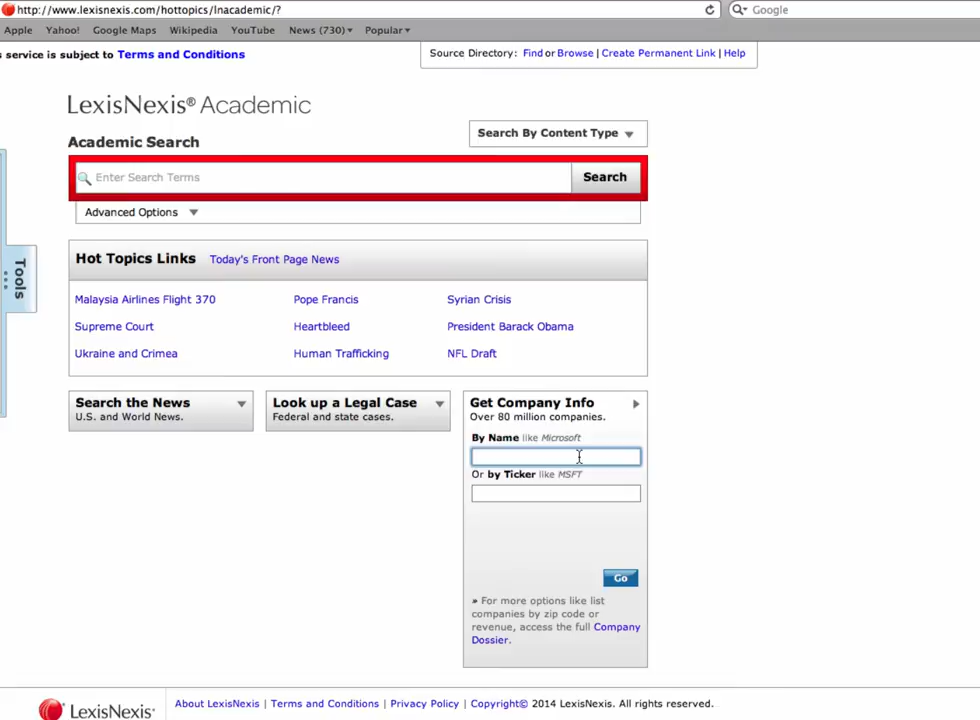 http://www.lexisnexis.com/hottopics/lnacademic/?
Google
Apple Yahoo! Google Maps Wikipedia YouTube News (730) Popular
s service is subject to Terms and Conditions
Source Directory: Find or Browse | Create Permanent Link | Help
LexisNexis® Academic
Search By Content Type
Academic Search
Enter Search Terms
Search
Advanced Options
Tools
Hot Topics Links Today's Front Page News
Malaysia Airlines Flight 370 Pope Francis Syrian Crisis
Supreme Court Heartbleed President Barack Obama
Ukraine and Crimea Human Trafficking NFL Draft
Search the News
U.S. and World News.
Look up a Legal Case
Federal and state cases.
Get Company Info
Over 80 million companies.
By Name like Microsoft
Or by Ticker like MSFT
Go
» For more options like list
companies by zip code or
revenue, access the full Company
Dossier.
LexisNexis®
About LexisNexis | Terms and Conditions | Privacy Policy | Copyright© 2014 LexisNexis. All rights reserved.